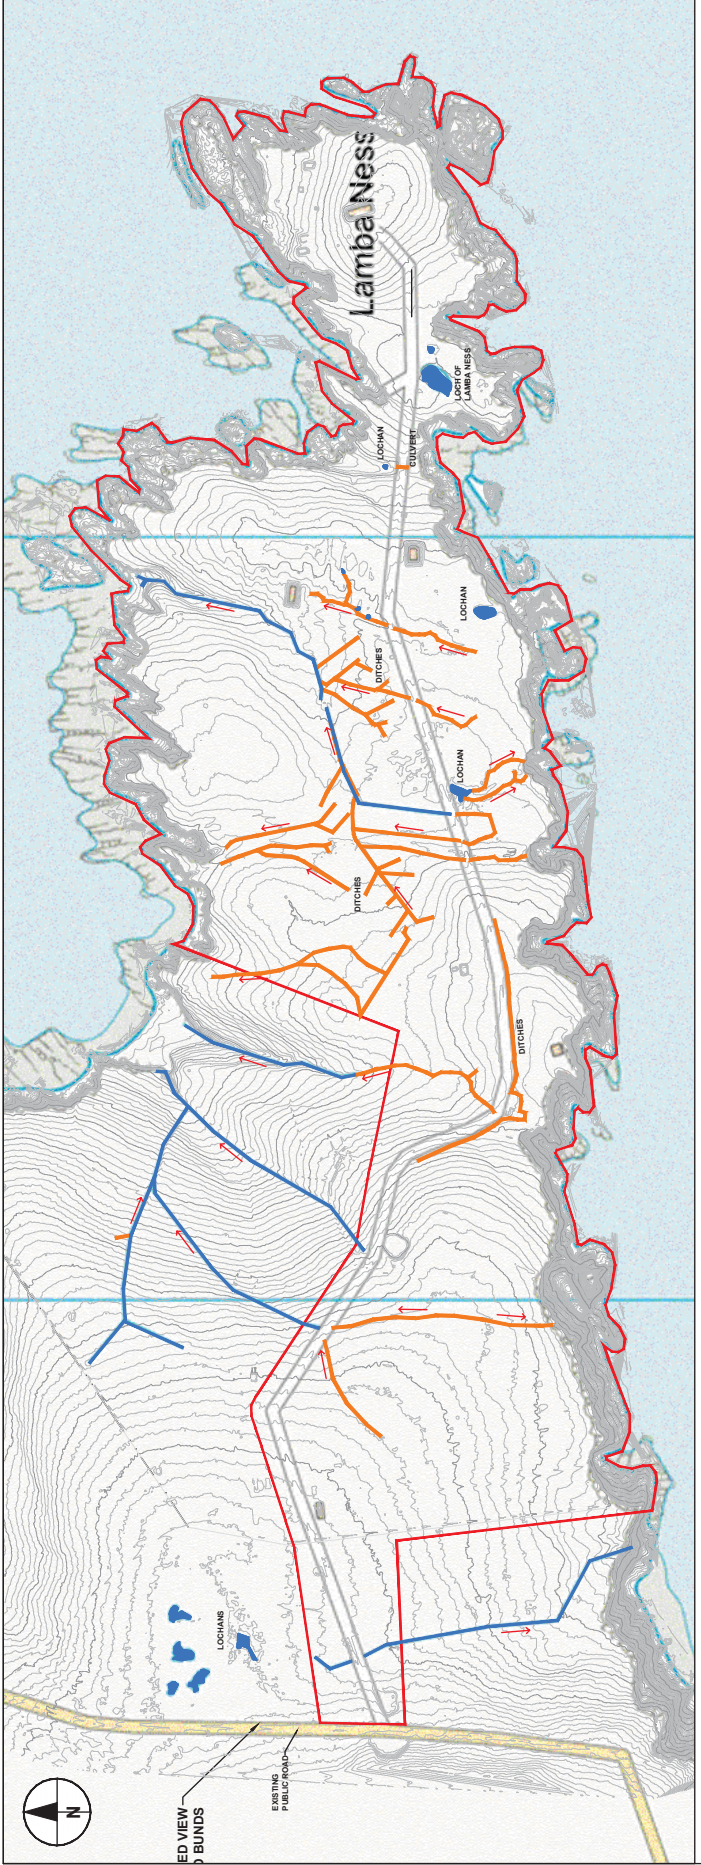 Lamba Ness
LOCH OF
LAMBA NESS
LOCHAN
CULVERT
LOCHAN
DITCHES
LOCHAN
DITCHES
DITCHES
LOCHANS
EXISTING
PUBLIC ROAD
ED VIEW
BUNDS
N